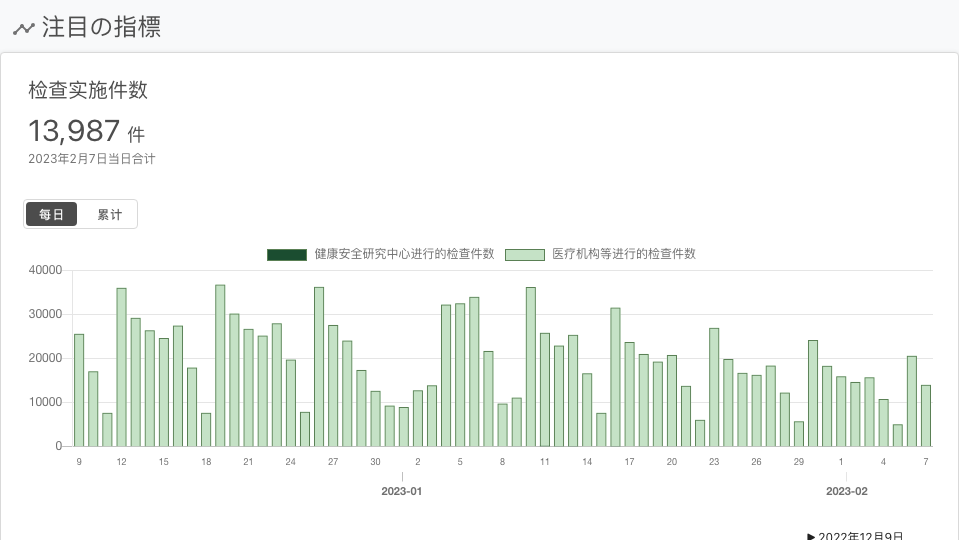 注目の指標
检查实施件数
13,987 件
2023年2月7日当日合计
每日 累计
健康安全研究中心进行的检查件数 医疗机构等进行的检查件数
40000
30000
20000
10000
0
9 12 15 18 21 24 27 30 2 5 8 11 14 17 20 23 26 29 1 4 7
2023-01 2023-02
▶ 2022年12月9日